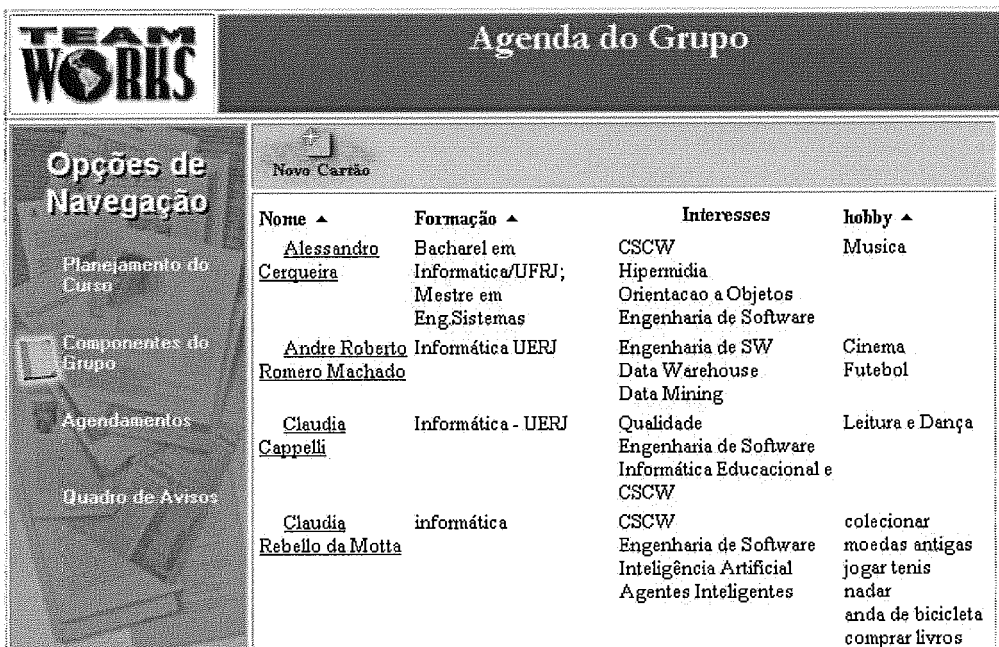 TEAM
WORKS
Agenda do Grupo
Opções de
Navegação
Planejamento do
Curso
Componentes do
Grupo
Agendamentos
Quadro de Avisos
Novo Cartão
Nome Formação Interesses hobby
Alessandro
Cerqueira
Bacharel em
Informatica/UFRJ;
Mestre em
Eng.Sistemas
CSCW
Hipermidia
Orientacao a Objetos
Engenharia de Software
Musica
Andre Roberto
Romero Machado
Informática UERJ
Engenharia de SW
Data Warehouse
Data Mining
Cinema
Futebol
Claudia
Cappelli
Informática - UERJ
Qualidade
Engenharia de Software
Informática Educacional e
CSCW
Leitura e Dança
Claudia
Rebello da Motta
informática
CSCW
Engenharia de Software
Inteligência Artificial
Agentes Inteligentes
colecionar
moedas antigas
jogar tenis
nadar
anda de bicicleta
comprar livros